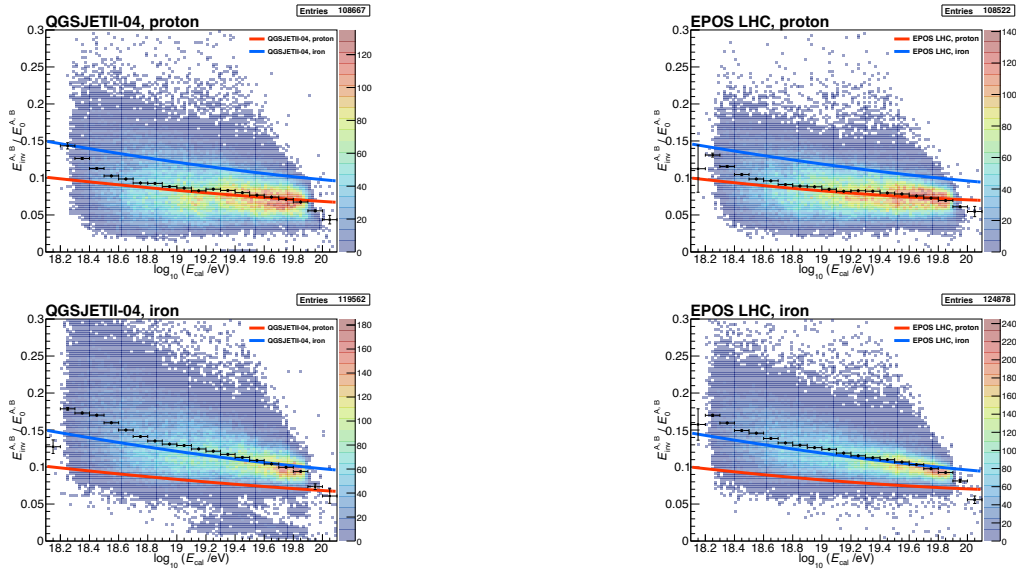 QGSJETII-04, proton
Entries 108667
QGSJETII-04, proton
QGSJETII-04, iron
0.3
0.25
0.2
0.15
0.1
0.05
0
E_inv^A, B / E_0^A, B
120
100
80
60
40
20
0
18.2 18.4 18.6 18.8 19 19.2 19.4 19.6 19.8 20
log10 (E_cal /eV)
EPOS LHC, proton
Entries 108522
EPOS LHC, proton
EPOS LHC, iron
0.3
0.25
0.2
0.15
0.1
0.05
0
E_inv^A, B / E_0^A, B
140
120
100
80
60
40
20
0
18.2 18.4 18.6 18.8 19 19.2 19.4 19.6 19.8 20
log10 (E_cal /eV)
QGSJETII-04, iron
Entries 119562
QGSJETII-04, proton
QGSJETII-04, iron
0.3
0.25
0.2
0.15
0.1
0.05
0
E_inv^A, B / E_0^A, B
180
160
140
120
100
80
60
40
20
0
18.2 18.4 18.6 18.8 19 19.2 19.4 19.6 19.8 20
log10 (E_cal /eV)
EPOS LHC, iron
Entries 124878
EPOS LHC, proton
EPOS LHC, iron
0.3
0.25
0.2
0.15
0.1
0.05
0
E_inv^A, B / E_0^A, B
240
220
200
180
160
140
120
100
80
60
40
20
0
18.2 18.4 18.6 18.8 19 19.2 19.4 19.6 19.8 20
log10 (E_cal /eV)